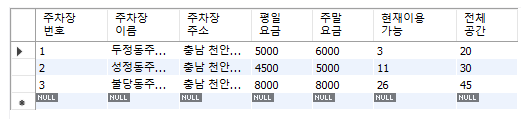 주차장 번호 주차장 이름 주차장 주소 평일 요금 주말 요금 현재이용 가능 전체 공간
1 두정동주... 충남 천안... 5000 6000 3 20
2 성정동주... 충남 천안... 4500 5000 11 30
3 불당동주... 충남 천안... 8000 8000 26 45
NULL NULL NULL NULL NULL NULL NULL